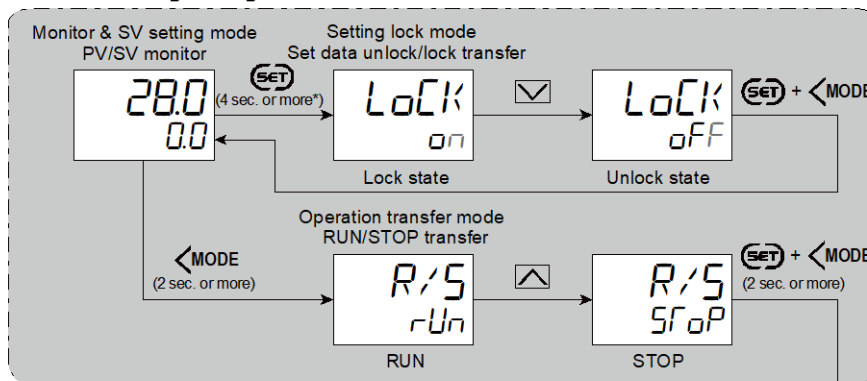 Monitor & SV setting mode
PV/SV monitor
28.0
0.0
SET
(4 sec. or more*)
Setting lock mode
Set data unlock/lock transfer
LoCK
on
Lock state
LoCK
oFF
Unlock state
SET + <MODE
<MODE
(2 sec. or more)
Operation transfer mode
RUN/STOP transfer
R/S
rUn
RUN
R/S
SToP
STOP
SET + <MODE
(2 sec. or more)